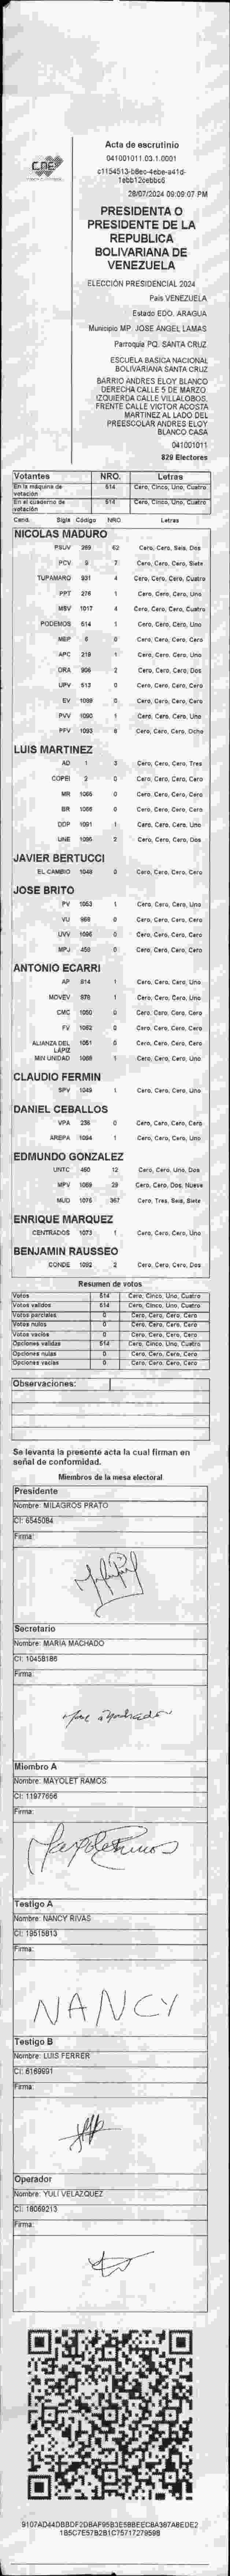 CNE
Acta de escrutinio
041001011.03.1.0001
28/07/2024 09:09:07 PM
PRESIDENTA O
PRESIDENTE DE LA
REPUBLICA
BOLIVARIANA DE
VENEZUELA
ELECCIÓN PRESIDENCIAL 2024
País VENEZUELA
Estado EDO. ARAGUA
Municipio MP. JOSE ANGEL LAMAS
Parroquia PQ. SANTA CRUZ
ESCUELA BASICA NACIONAL
BOLIVARIANA SANTA CRUZ
BARRIO ANDRES ELOY BLANCO
DERECHA CALLE 5 DE MARZO
IZQUIERDA CALLE VILLALOBOS.
FRENTE CALLE VICTOR ACOSTA
MARTINEZ AL LADO DEL
PREESCOLAR ANDRES ELOY
BLANCO CASA
041001011
829 Electores
Votantes NRO. Letras
En la máquina de votación 514 Cero, Cinco, Uno, Cuatro
En el cuaderno de votación 514 Cero, Cinco, Uno, Cuatro
Cand. Sigla Código NRO Letras
NICOLAS MADURO
PSUV 399 62 Cero, Cero, Seis, Dos
PCV 9 7 Cero, Cero, Cero, Siete
TUPAMARO 931 4 Cero, Cero, Cero, Cuatro
PPT 276 1 Cero, Cero, Cero, Uno
MSV 1017 4 Cero, Cero, Cero, Cuatro
PODEMOS 514 1 Cero, Cero, Cero, Uno
MEP 6 0 Cero, Cero, Cero, Cero
APC 218 1 Cero, Cero, Cero, Uno
ORA 906 2 Cero, Cero, Cero, Dos
UPV 513 0 Cero, Cero, Cero, Cero
EV 1098 0 Cero, Cero, Cero, Cero
PVV 1090 1 Cero, Cero, Cero, Uno
PFV 1093 8 Cero, Cero, Cero, Ocho
LUIS MARTINEZ
AD 1 3 Cero, Cero, Cero, Tres
COPEI 2 0 Cero, Cero, Cero, Cero
MR 1065 0 Cero, Cero, Cero, Cero
BR 1066 0 Cero, Cero, Cero, Cero
DDP 1091 1 Cero, Cero, Cero, Uno
UNE 1095 2 Cero, Cero, Cero, Dos
JAVIER BERTUCCI
EL CAMBIO 1048 0 Cero, Cero, Cero, Cero
JOSE BRITO
PV 1053 1 Cero, Cero, Cero, Uno
VU 968 0 Cero, Cero, Cero, Cero
UVV 1096 0 Cero, Cero, Cero, Cero
MPJ 450 0 Cero, Cero, Cero, Cero
ANTONIO ECARRI
AP 914 1 Cero, Cero, Cero, Uno
MOVEV 976 1 Cero, Cero, Cero, Uno
CMC 1050 0 Cero, Cero, Cero, Cero
FV 1062 0 Cero, Cero, Cero, Cero
ALIANZA DEL LÁPIZ 1051 0 Cero, Cero, Cero, Cero
MIN UNIDAD 1068 1 Cero, Cero, Cero, Uno
CLAUDIO FERMIN
SPV 1049 1 Cero, Cero, Cero, Uno
DANIEL CEBALLOS
VPA 236 0 Cero, Cero, Cero, Cero
AREPA 1094 1 Cero, Cero, Cero, Uno
EDMUNDO GONZALEZ
UNTC 460 12 Cero, Cero, Uno, Dos
MPV 1069 29 Cero, Cero, Dos, Nueve
MUD 1076 367 Cero, Tres, Seis, Siete
ENRIQUE MARQUEZ
CENTRADOS 1073 1 Cero, Cero, Cero, Uno
BENJAMIN RAUSSEO
CONDE 1092 2 Cero, Cero, Cero, Dos
Resumen de votos
Votos 514 Cero, Cinco, Uno, Cuatro
Votos validos 514 Cero, Cinco, Uno, Cuatro
Votos parciales 0 Cero, Cero, Cero, Cero
Votos nulos 0 Cero, Cero, Cero, Cero
Votos vacios 0 Cero, Cero, Cero, Cero
Opciones validas 514 Cero, Cinco, Uno, Cuatro
Opciones nulas 0 Cero, Cero, Cero, Cero
Opciones vacias 0 Cero, Cero, Cero, Cero
Observaciones:
Se levanta la presente acta la cual firman en
señal de conformidad.
Miembros de la mesa electoral
Presidente
Nombre: MILAGROS PRATO
CI: 6545084
Firma:
Secretario
Nombre: MARIA MACHADO
CI: 10458186
Firma:
Miembro A
Nombre: MAYOLET RAMOS
CI: 11977656
Firma:
Testigo A
Nombre: NANCY RIVAS
CI: 19515813
Firma:
NANCY
Testigo B
Nombre: LUIS FERRER
CI: 6169991
Firma:
Operador
Nombre: YULI VELAZQUEZ
CI: 18069213
Firma:
1B5C7E57B2B1C75717279598